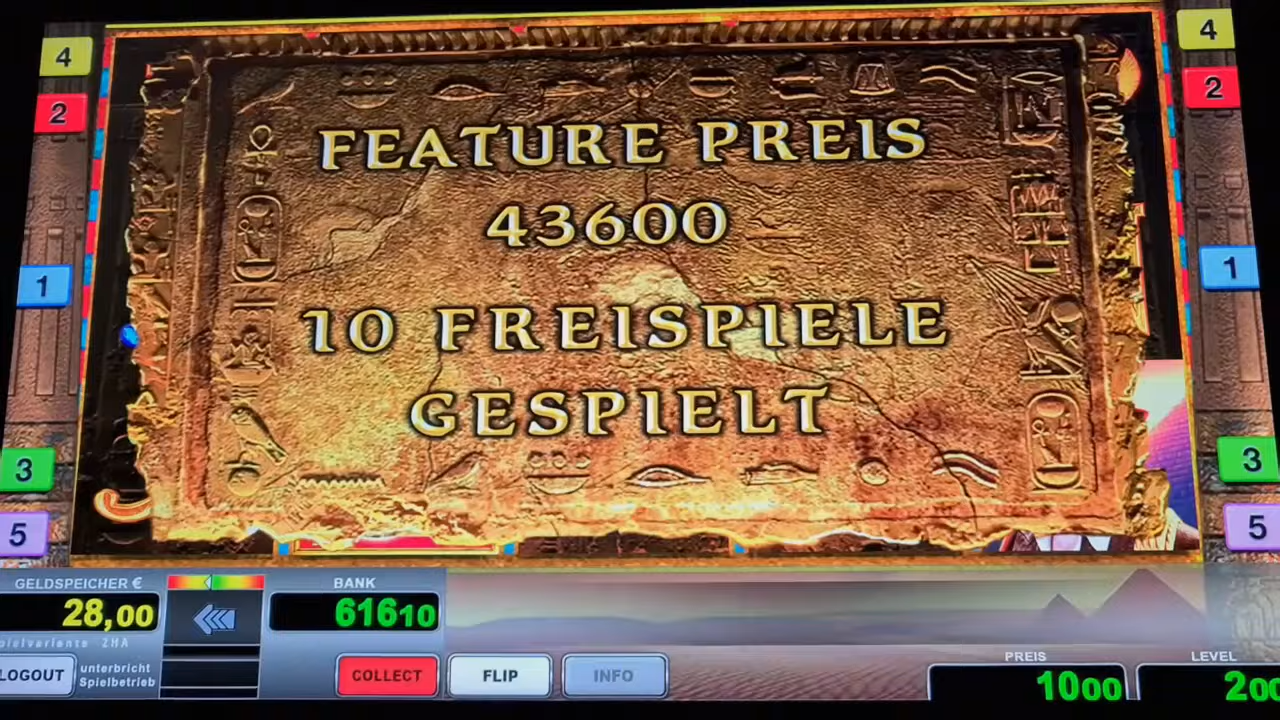 4
4
2
2
FEATURE PREIS
43600
1
1
10 FREISPIELE
GESPIELT
3
3
5
5
GELDSPEICHER €
28,00
BANK
61610
ZHA
LOGOUT
unterbricht
Spielbetrieb
COLLECT
FLIP
INFO
PREIS
1000
LEVEL